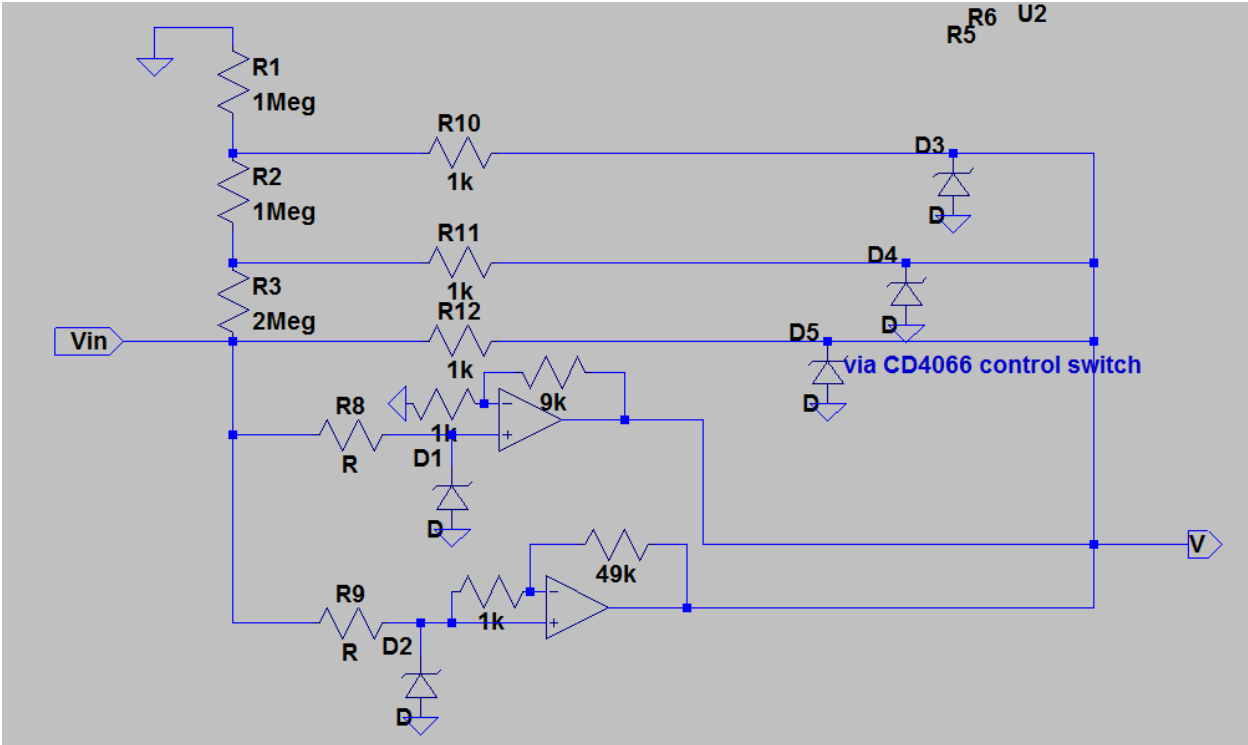 R6 U2
R5
R1
1Meg
R10
1k
D3
R2
1Meg
D
R11
1k
D4
R3
2Meg
D
R12
1k
D5
Vin
via CD4066 control switch
D
9k
1k
R8
R
D1
D
V
49k
1k
R9
R
D2
D